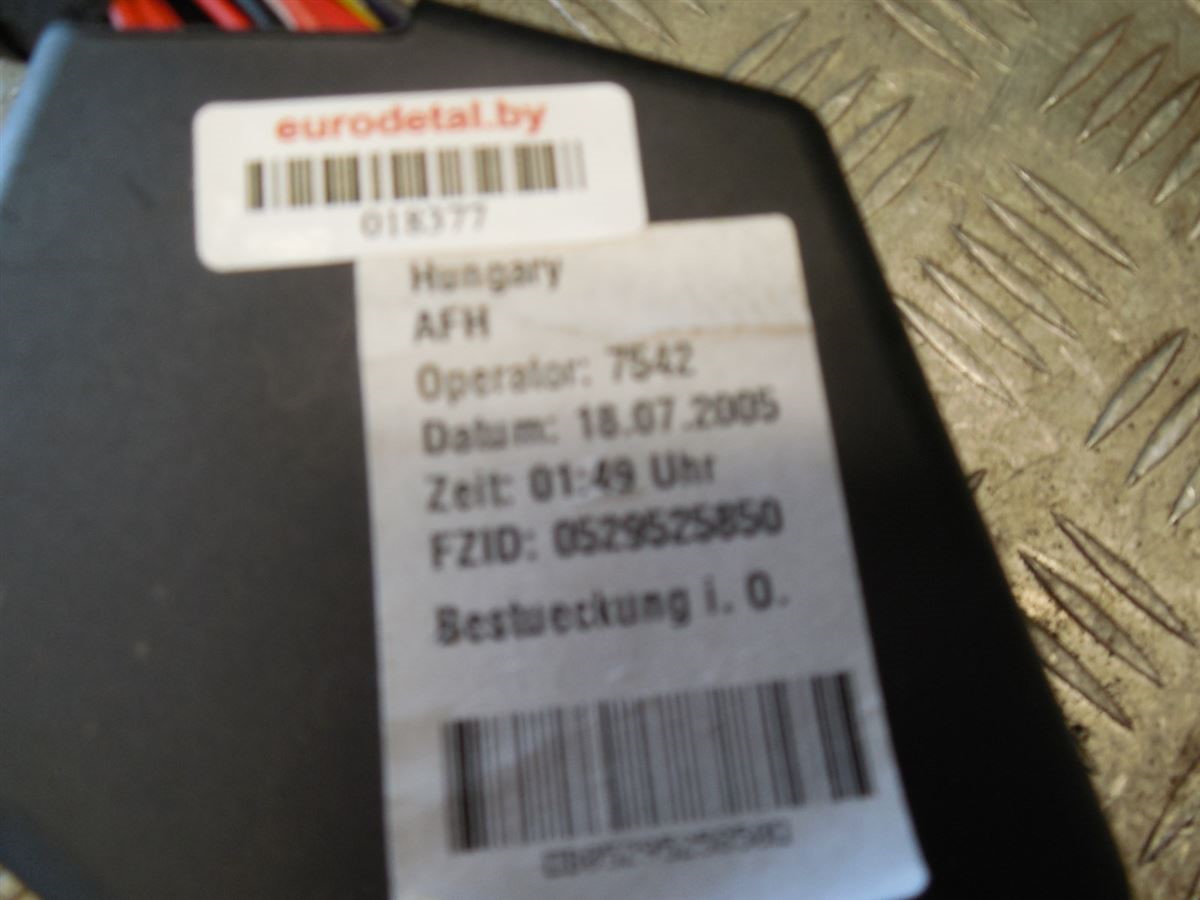 eurodetal.by
018377
Hungary
AFH
Operator: 7542
Datum: 18.07.2005
Zeit: 01:49 Uhr
FZID: 0529525850
Bestueckung i. O.